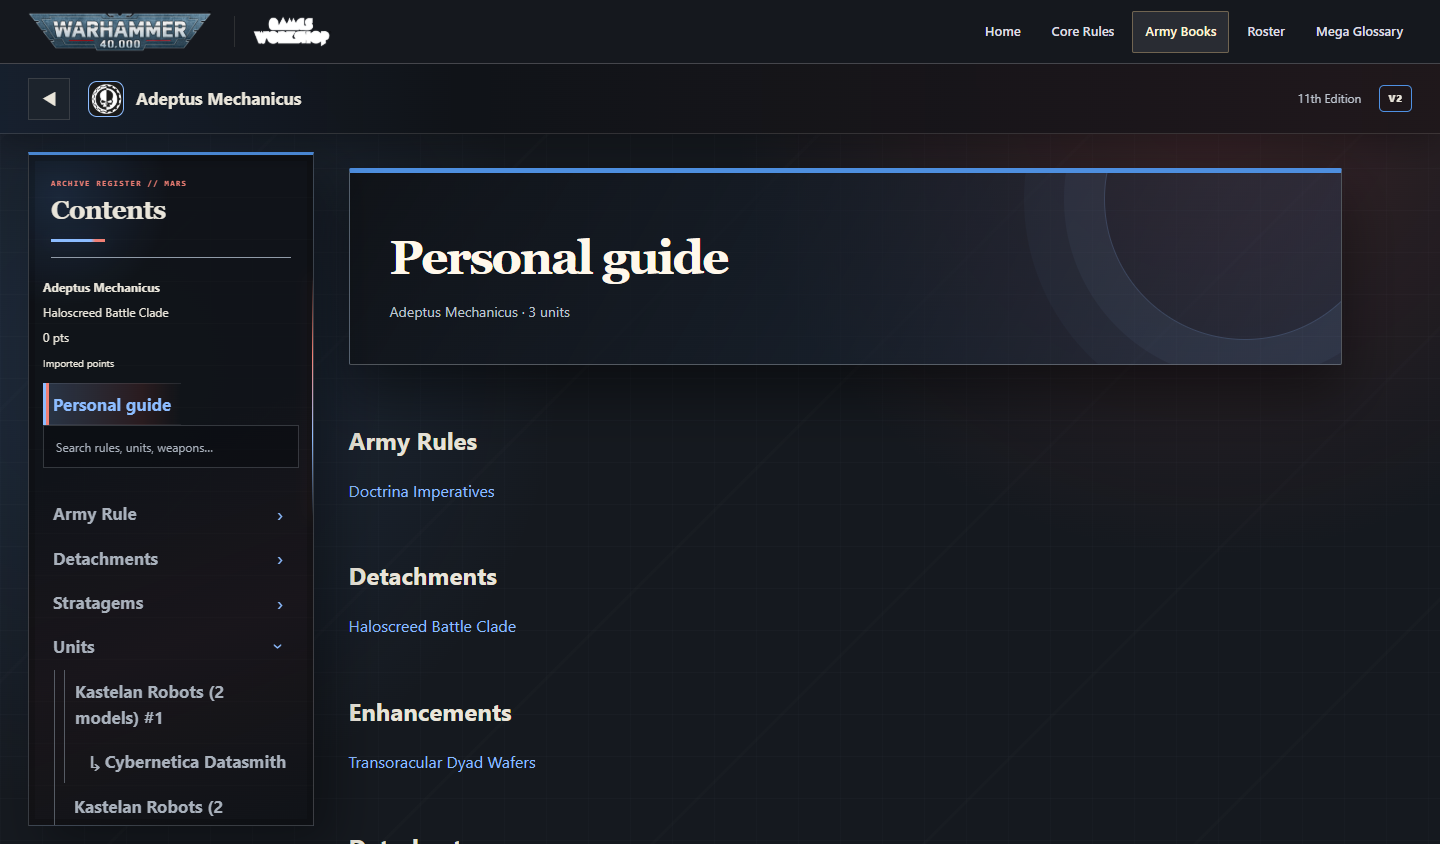 WARHAMMER
40,000
GAMES
WORKSHOP
Home
Core Rules
Army Books
Roster
Mega Glossary
◀
Adeptus Mechanicus
11th Edition
V2
ARCHIVE REGISTER // MARS
Contents
Adeptus Mechanicus
Haloscreed Battle Clade
0 pts
Imported points
Personal guide
Search rules, units, weapons...
Army Rule
Detachments
Stratagems
Units
Kastelan Robots (2
models) #1
↳ Cybernetica Datasmith
Kastelan Robots (2
Personal guide
Adeptus Mechanicus · 3 units
Army Rules
Doctrina Imperatives
Detachments
Haloscreed Battle Clade
Enhancements
Transoracular Dyad Wafers